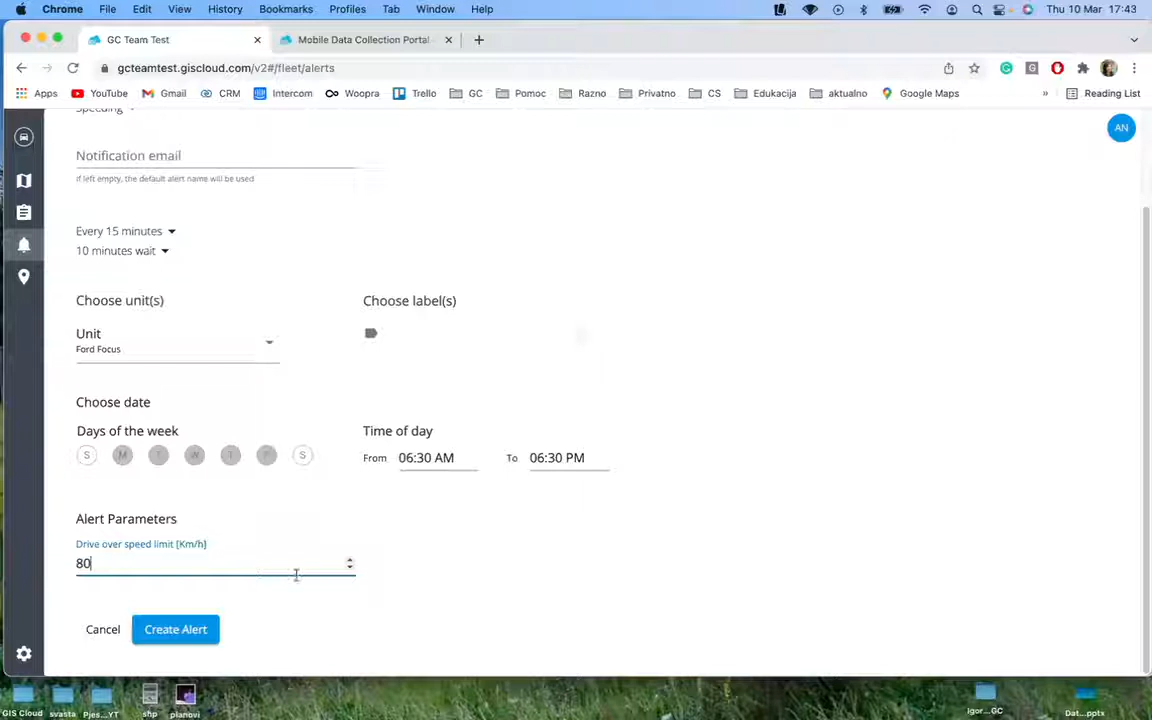 Chrome File Edit View History Bookmarks Profiles Tab Window Help Thu 10 Mar 17:43
GC Team Test Mobile Data Collection Portal
gcteamtest.giscloud.com/v2#/fleet/alerts
Apps YouTube Gmail CRM Intercom Woopra Trello GC Pomoc Razno Privatno CS Edukacija aktualno Google Maps » Reading List
Speeding
AN
Notification email
If left empty, the default alert name will be used
Every 15 minutes
10 minutes wait
Choose unit(s) Choose label(s)
Unit
Ford Focus
Choose date
Days of the week Time of day
S M T W T F S From 06:30 AM To 06:30 PM
Alert Parameters
Drive over speed limit [Km/h]
80
Cancel Create Alert
GIS Cloud svasta Pjes...YT shp planovi Igor...GC Dat...ppts